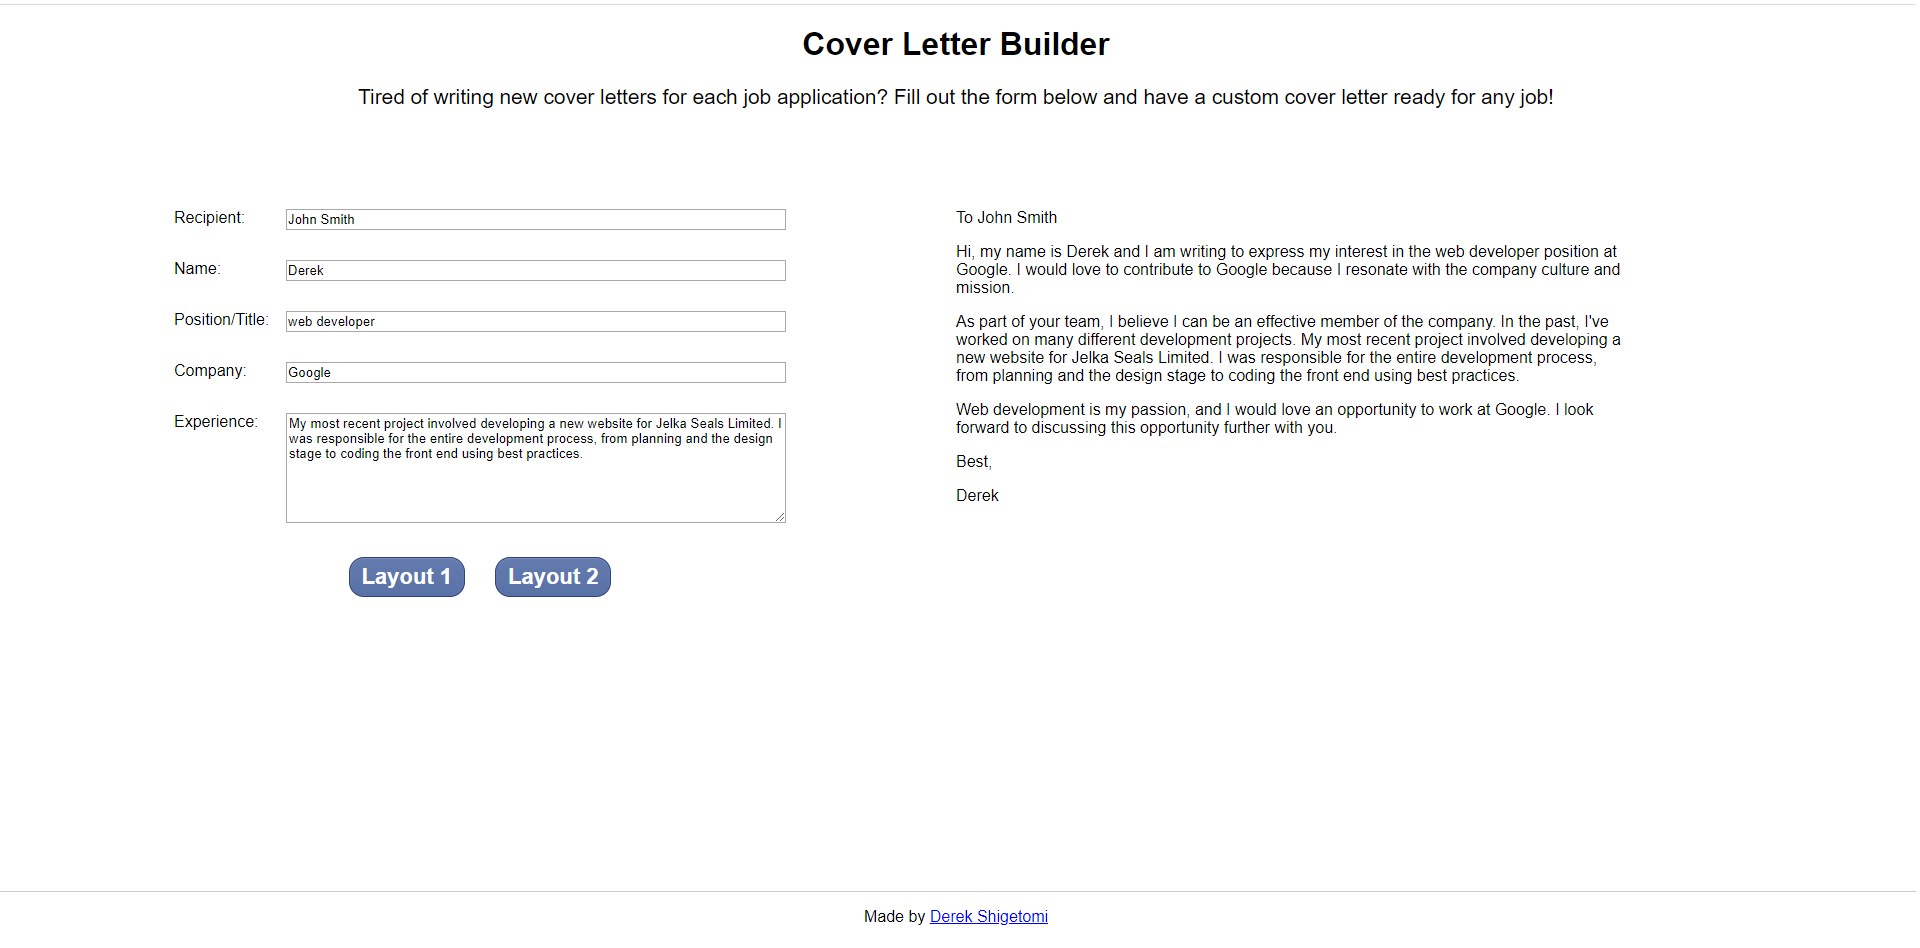 Cover Letter Builder
Tired of writing new cover letters for each job application? Fill out the form below and have a custom cover letter ready for any job!
Recipient:
John Smith
Name:
Derek
Position/Title:
web developer
Company:
Google
Experience:
My most recent project involved developing a new website for Jelka Seals Limited. I
was responsible for the entire development process, from planning and the design
stage to coding the front end using best practices.
Layout 1
Layout 2
To John Smith
Hi, my name is Derek and I am writing to express my interest in the web developer position at
Google. I would love to contribute to Google because I resonate with the company culture and
mission.
As part of your team, I believe I can be an effective member of the company. In the past, I've
worked on many different development projects. My most recent project involved developing a
new website for Jelka Seals Limited. I was responsible for the entire development process,
from planning and the design stage to coding the front end using best practices.
Web development is my passion, and I would love an opportunity to work at Google. I look
forward to discussing this opportunity further with you.
Best,
Derek
Made by Derek Shigetomi